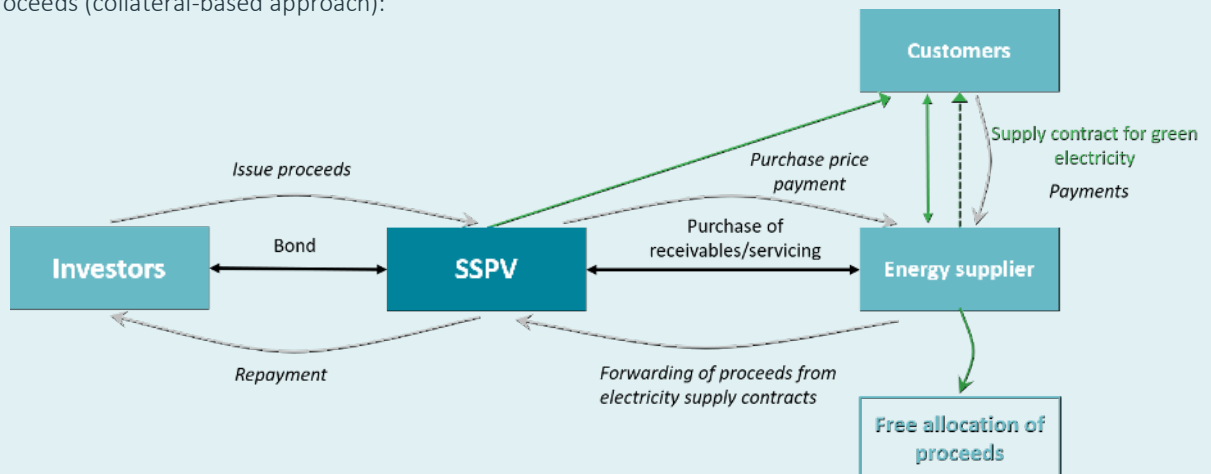 oceeds (collateral-based approach):
Customers
Supply contract for green
electricity
Payments
Issue proceeds
Purchase price
payment
Investors
Bond
SSPV
Purchase of
receivables/servicing
Energy supplier
Repayment
Forwarding of proceeds from
electricity supply contracts
Free allocation of
proceeds